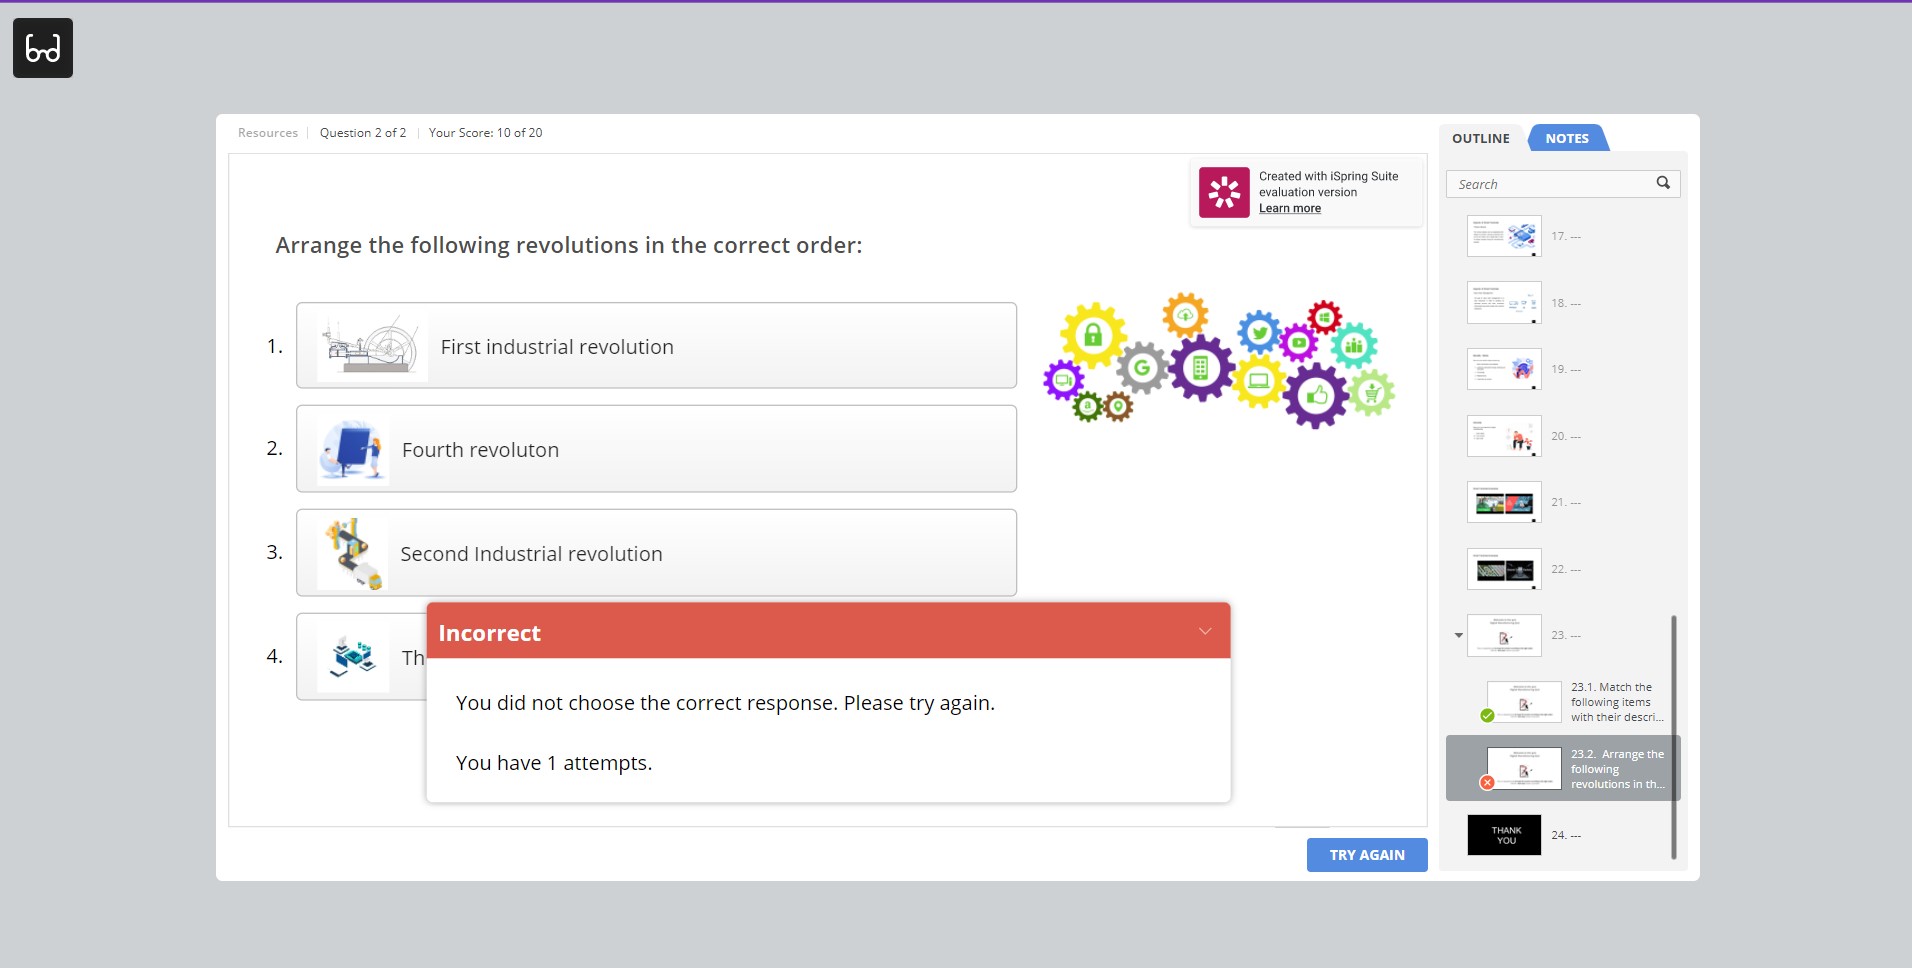 Resources
Question 2 of 2
Your Score: 10 of 20
Created with iSpring Suite
evaluation version
Learn more
Arrange the following revolutions in the correct order:
1.
First industrial revolution
2.
Fourth revoluton
3.
Second Industrial revolution
4.
Th
Incorrect
You did not choose the correct response. Please try again.
You have 1 attempts.
TRY AGAIN
OUTLINE
NOTES
Search
17. ---
18. ---
19. ---
20. ---
21. ---
22. ---
23. ---
23.1. Match the
following items
with their descri...
23.2. Arrange the
following
revolutions in th...
THANK
YOU
24. ---